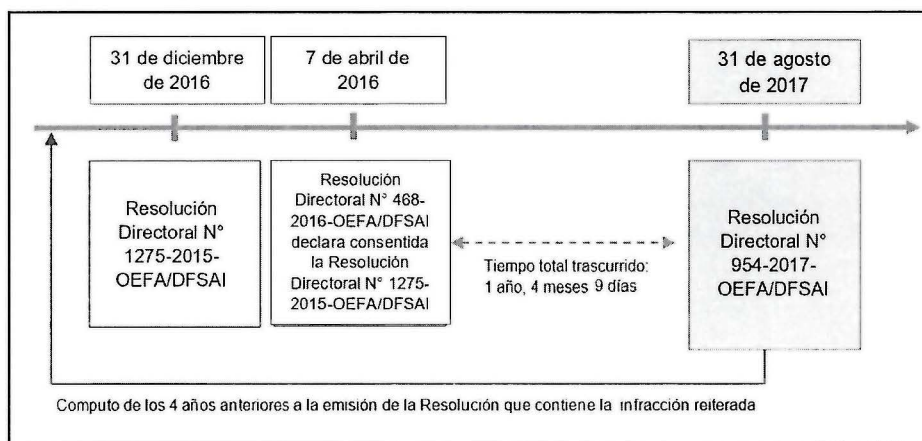 31 de diciembre
de 2016
7 de abril de
2016
31 de agosto
de 2017
Resolución
Directoral N°
1275-2015-
OEFA/DFSAI
Resolución
Directoral N° 468-
2016-OEFA/DFSAI
declara consentida
la Resolución
Directoral N° 1275-
2015-OEFA/DFSAI
Tiempo total trascurrido:
1 año, 4 meses 9 días
Resolución
Directoral N°
954-2017-
OEFA/DFSAI
Computo de los 4 años anteriores a la emisión de la Resolución que contiene la infracción reiterada